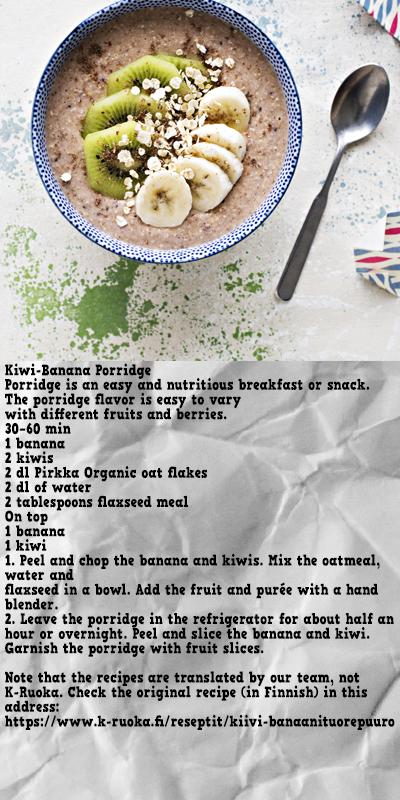 Kiwi-Banana Porridge
Porridge is an easy and nutritious breakfast or snack.
The porridge flavor is easy to vary
with different fruits and berries.
30-60 min
1 banana
2 kiwis
2 dl Pirkka Organic oat flakes
2 dl of water
2 tablespoons flaxseed meal
On top
1 banana
1 kiwi
1. Peel and chop the banana and kiwis. Mix the oatmeal,
water and
flaxseed in a bowl. Add the fruit and purée with a hand
blender.
2. Leave the porridge in the refrigerator for about half an
hour or overnight. Peel and slice the banana and kiwi.
Garnish the porridge with fruit slices.
Note that the recipes are translated by our team, not
K-Ruoka. Check the original recipe (in Finnish) in this
address:
https://www.k-ruoka.fi/reseptit/kiivi-banaanituorepuuro